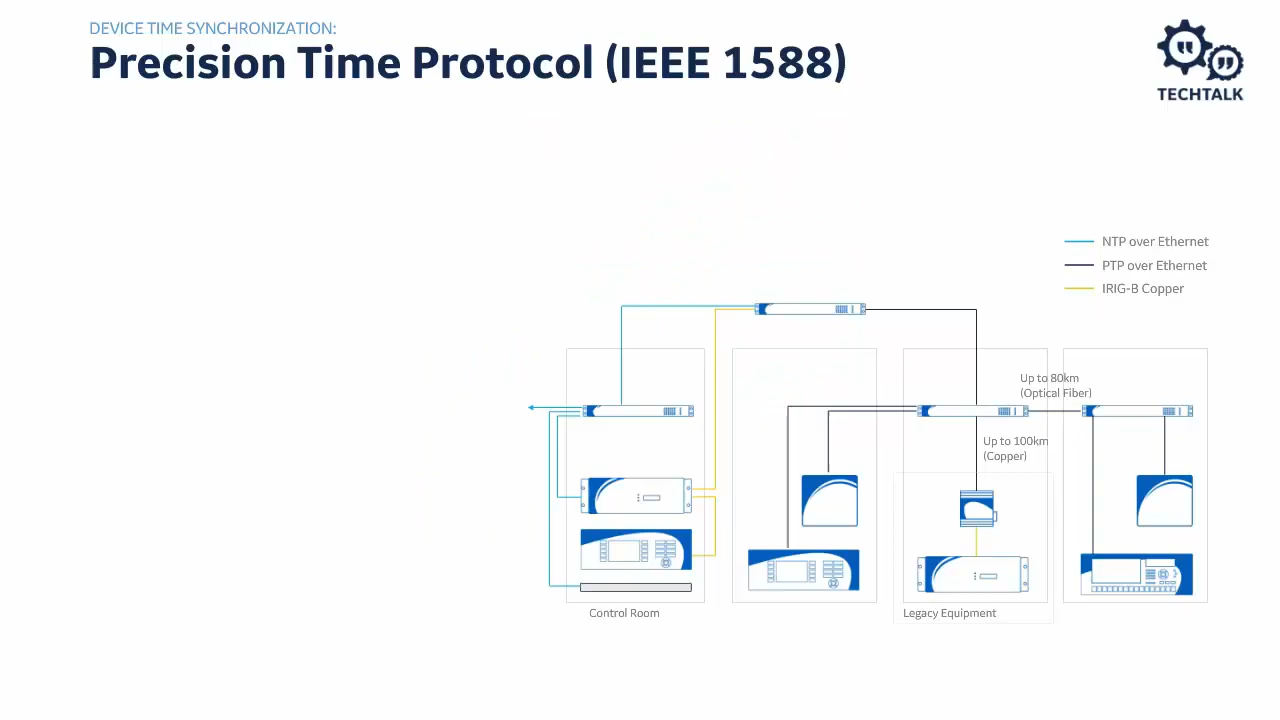 DEVICE TIME SYNCHRONIZATION:
Precision Time Protocol (IEEE 1588)
TECHTALK
NTP over Ethernet
PTP over Ethernet
IRIG-B Copper
Up to 80km
(Optical Fiber)
Up to 100km
(Copper)
Control Room
Legacy Equipment